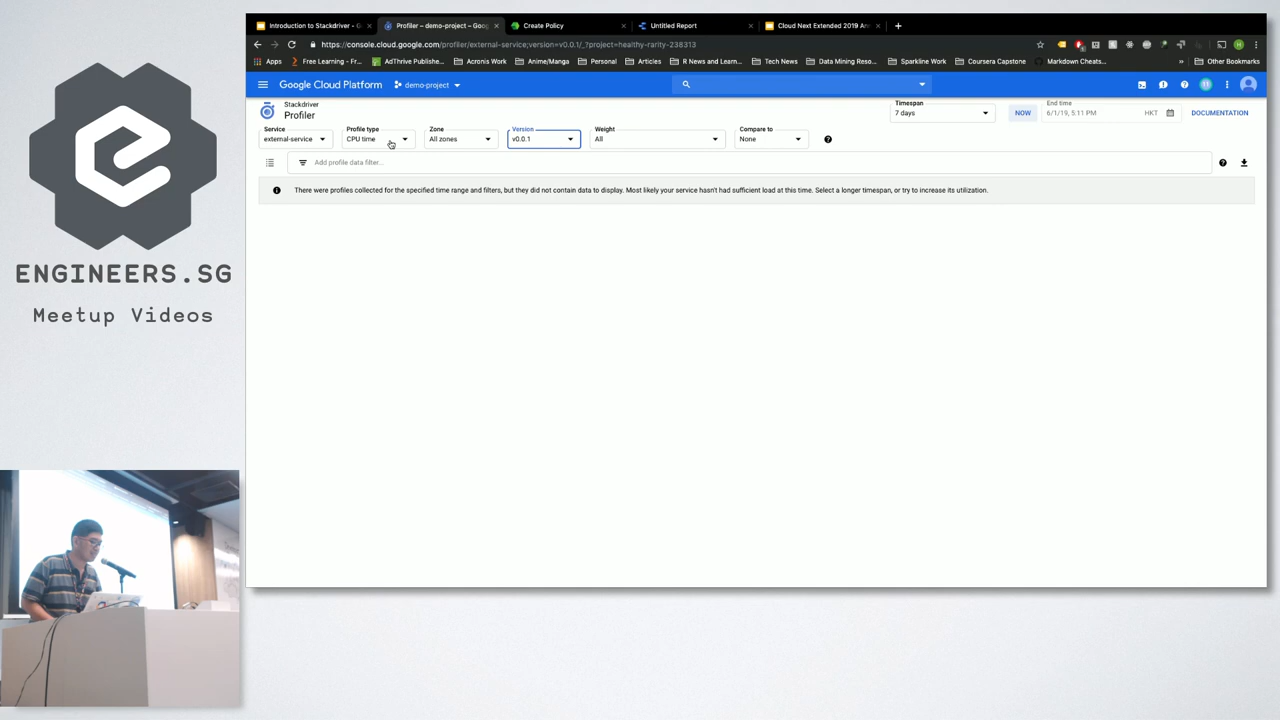 ENGINEERS.SG
Meetup Videos
Introduction to Stackdriver - G
Profiler – demo-project – Goog
Create Policy
Untitled Report
Cloud Next Extended 2019 An
https://console.cloud.google.com/profiler/external-service;version=v0.0.1/_?project=healthy-rarity-238313
Apps
Free Learning - Fr...
AdThrive Publishe...
Acronis Work
Anime/Manga
Personal
Articles
R News and Learn...
Tech News
Data Mining Reso...
Sparkline Work
Coursera Capstone
Markdown Cheats...
»
Other Bookmarks
Google Cloud Platform
demo-project
Stackdriver
Profiler
Timespan
7 days
NOW
End time
6/1/19, 5:11 PM
HKT
DOCUMENTATION
Service
external-service
Profile type
CPU time
Zone
All zones
Version
v0.0.1
Weight
All
Compare to
None
Add profile data filter...
There were profiles collected for the specified time range and filters, but they did not contain data to display. Most likely your service hasn't had sufficient load at this time. Select a longer timespan, or try to increase its utilization.